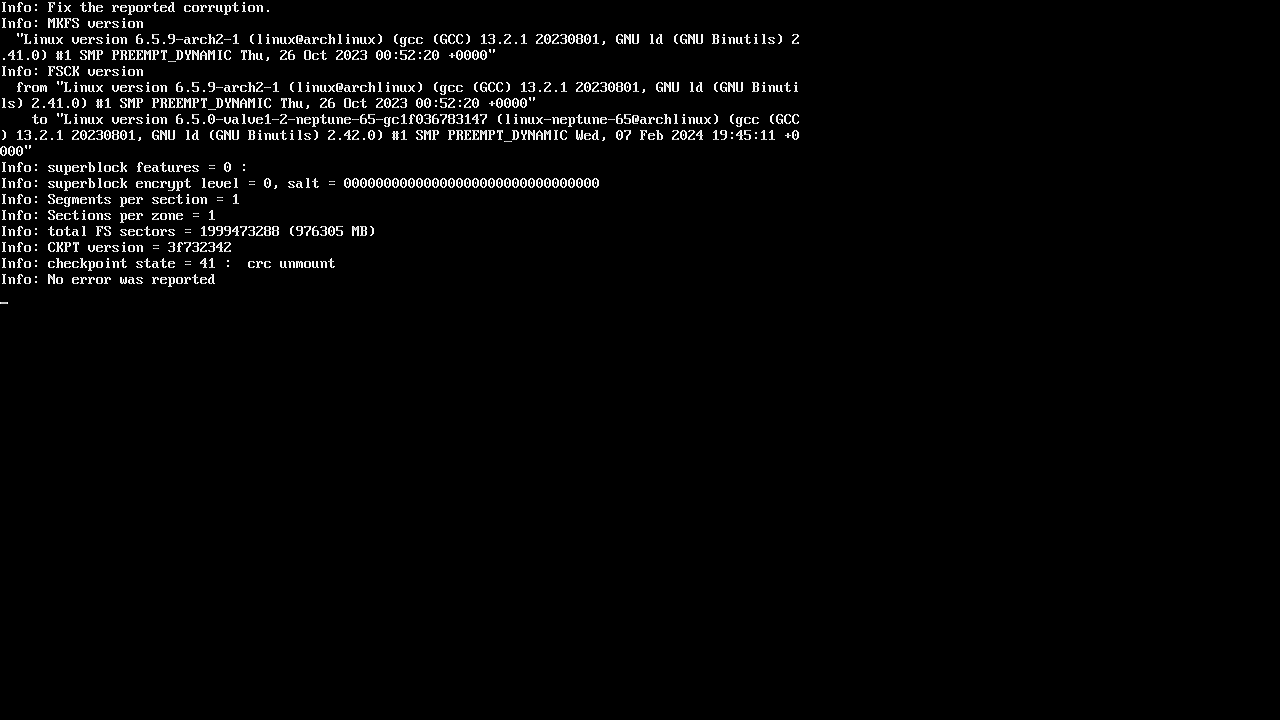 Info: Fix the reported corruption.
Info: MKFS version
  "Linux version 6.5.9-arch2-1 (linux@archlinux) (gcc (GCC) 13.2.1 20230801, GNU ld (GNU Binutils) 2
.41.0) #1 SMP PREEMPT_DYNAMIC Thu, 26 Oct 2023 00:52:20 +0000"
Info: FSCK version
  from "Linux version 6.5.9-arch2-1 (linux@archlinux) (gcc (GCC) 13.2.1 20230801, GNU ld (GNU Binuti
ls) 2.41.0) #1 SMP PREEMPT_DYNAMIC Thu, 26 Oct 2023 00:52:20 +0000"
    to "Linux version 6.5.0-valve1-2-neptune-65-gc1f036783147 (linux-neptune-65@archlinux) (gcc (GCC
) 13.2.1 20230801, GNU ld (GNU Binutils) 2.42.0) #1 SMP PREEMPT_DYNAMIC Wed, 07 Feb 2024 19:45:11 +0
000"
Info: superblock features = 0 :
Info: superblock encrypt level = 0, salt = 00000000000000000000000000000000
Info: Segments per section = 1
Info: Sections per zone = 1
Info: total FS sectors = 1999473288 (976305 MB)
Info: CKPT version = 3f732342
Info: checkpoint state = 41 :  crc unmount
Info: No error was reported
_